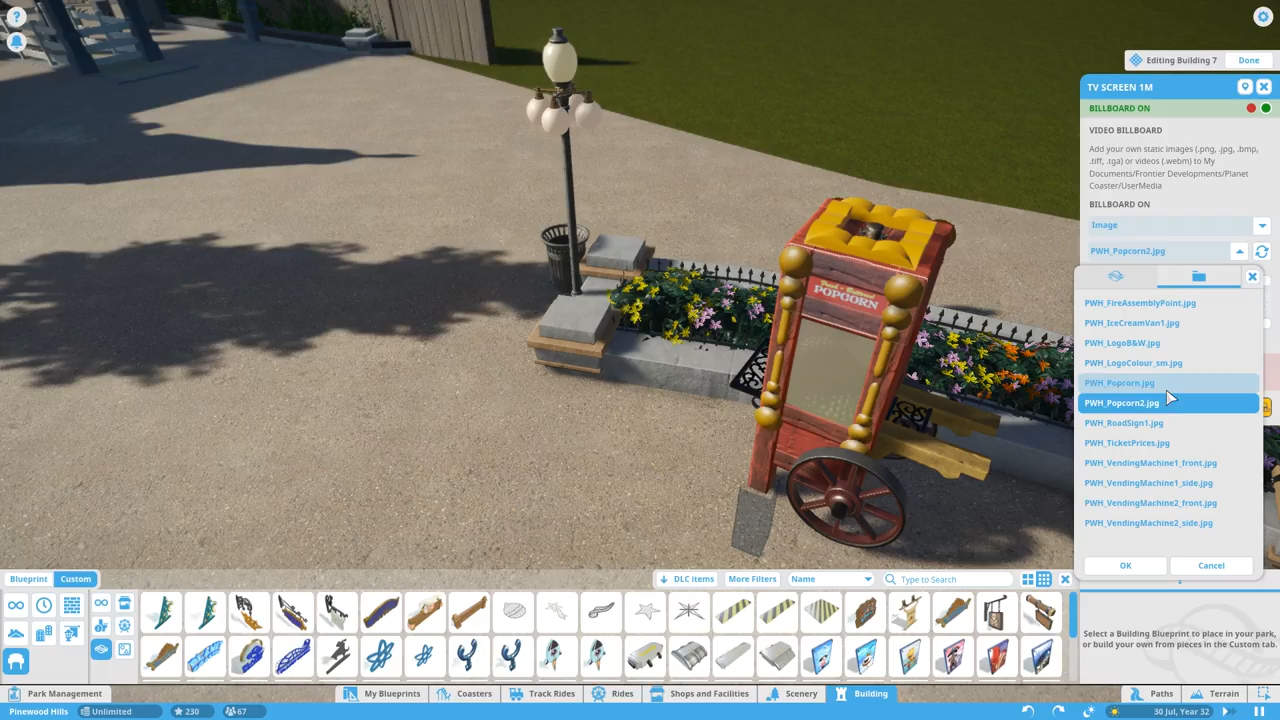 ?
Editing Building 7
Done
TV SCREEN 1M
BILLBOARD ON
VIDEO BILLBOARD
Add your own static images (.png, .jpg, .bmp,
.tiff, .tga) or videos (.webm) to My
Documents/Frontier Developments/Planet
Coaster/UserMedia
BILLBOARD ON
Image
PWH_Popcorn2.jpg
PWH_FireAssemblyPoint.jpg
PWH_IceCreamVan1.jpg
PWH_LogoB&W.jpg
PWH_LogoColour_sm.jpg
PWH_Popcorn.jpg
PWH_Popcorn2.jpg
PWH_RoadSign1.jpg
PWH_TicketPrices.jpg
PWH_VendingMachine1_front.jpg
PWH_VendingMachine1_side.jpg
PWH_VendingMachine2_front.jpg
PWH_VendingMachine2_side.jpg
OK
Cancel
POPCORN
Blueprint
Custom
DLC items
More Filters
Name
Type to Search
Select a Building Blueprint to place in your park,
or build your own from pieces in the Custom tab.
Park Management
My Blueprints
Coasters
Track Rides
Rides
Shops and Facilities
Scenery
Building
Paths
Terrain
Pinewood Hills
Unlimited
230
67
30 Jul, Year 32